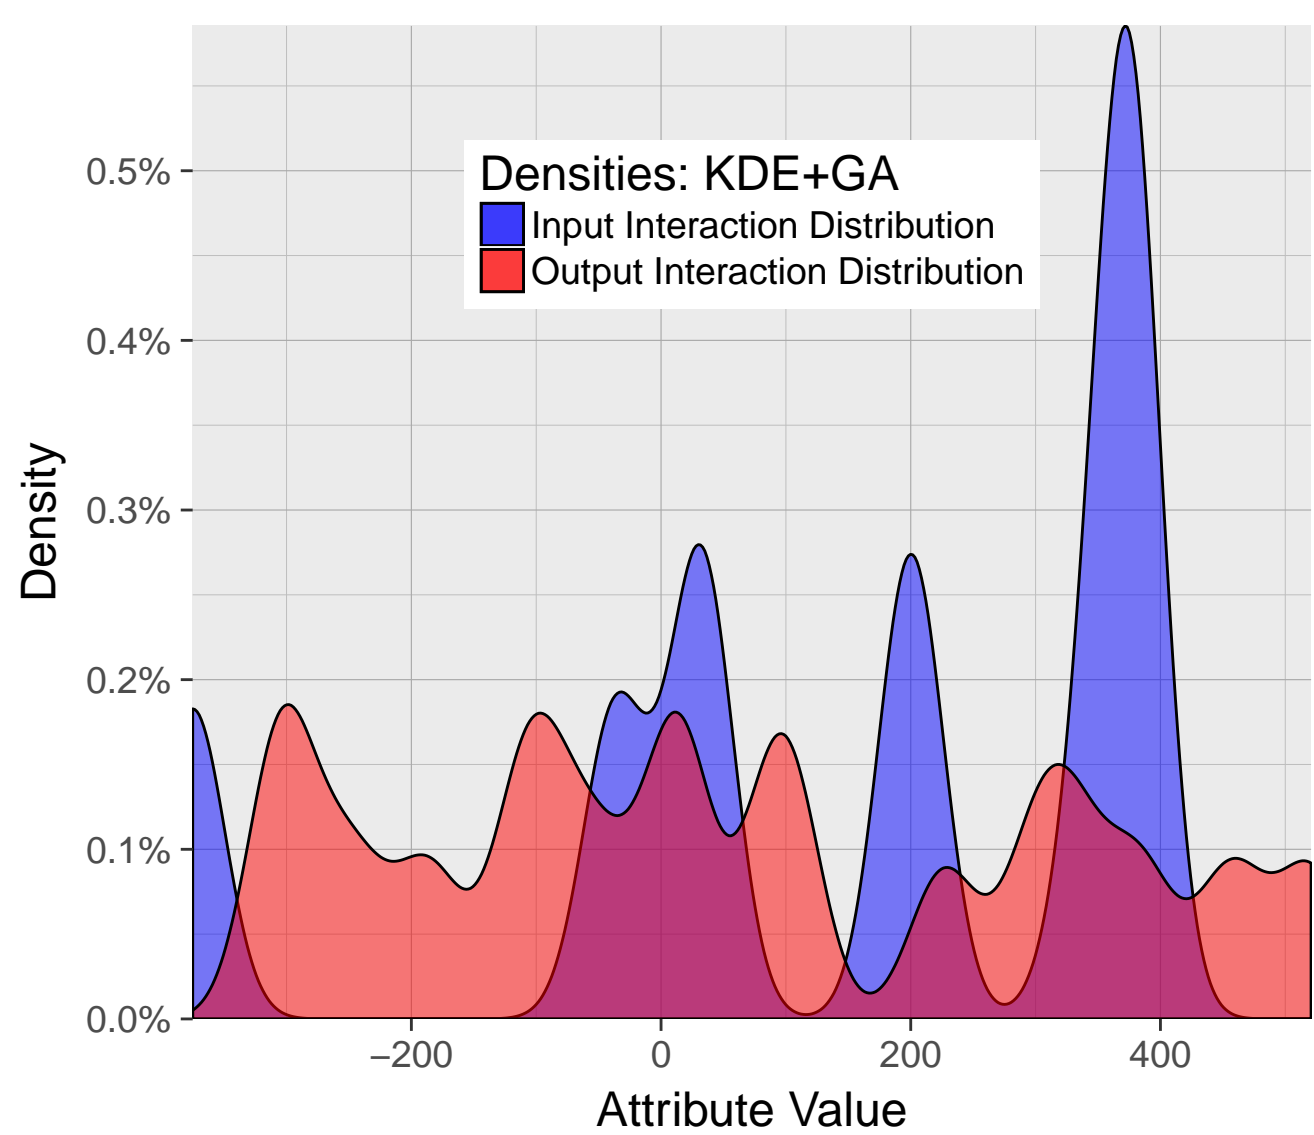 Densities: KDE+GA
Input Interaction Distribution
Output Interaction Distribution
0.5%
0.4%
0.3%
0.2%
0.1%
0.0%
Density
−200 0 200 400
Attribute Value